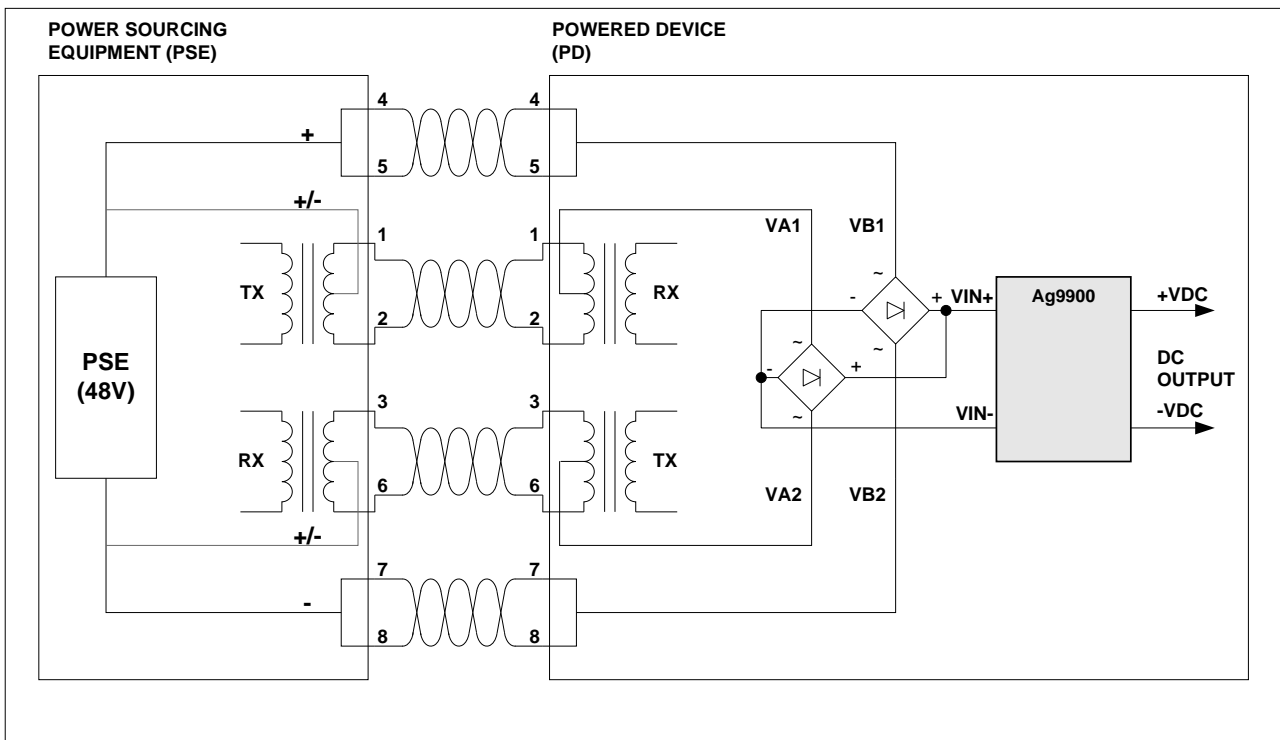 POWER SOURCING
EQUIPMENT (PSE)
POWERED DEVICE
(PD)
4
4
+
5
5
+/-
VA1
VB1
1
1
~
TX
RX
-
+
VIN+
Ag9900
+VDC
2
2
~
~
PSE
(48V)
-
+
DC
OUTPUT
3
3
~
VIN-
-VDC
RX
TX
6
6
VA2
VB2
+/-
7
7
-
8
8